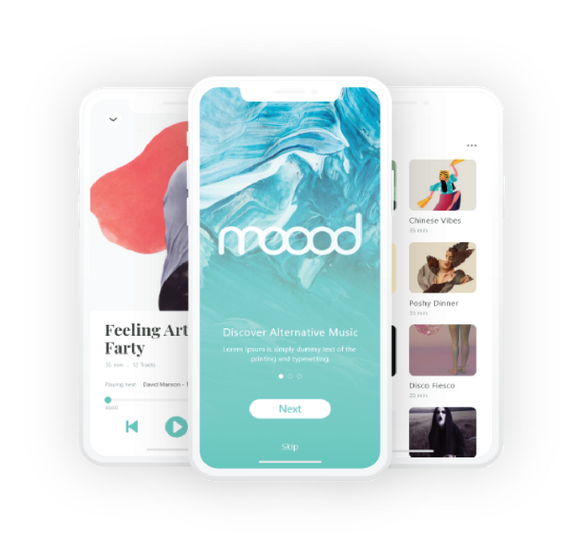 moood
Discover Alternative Music
Lorem Ipsum is simply dummy text of the
printing and typesetting.
Next
Skip
Feeling Art
Farty
35 min . 12 Tracks
Playing next
David Manson - T
00:00
Chinese Vibes
35 min
Poshy Dinner
35 min
Disco Fiesco
35 min